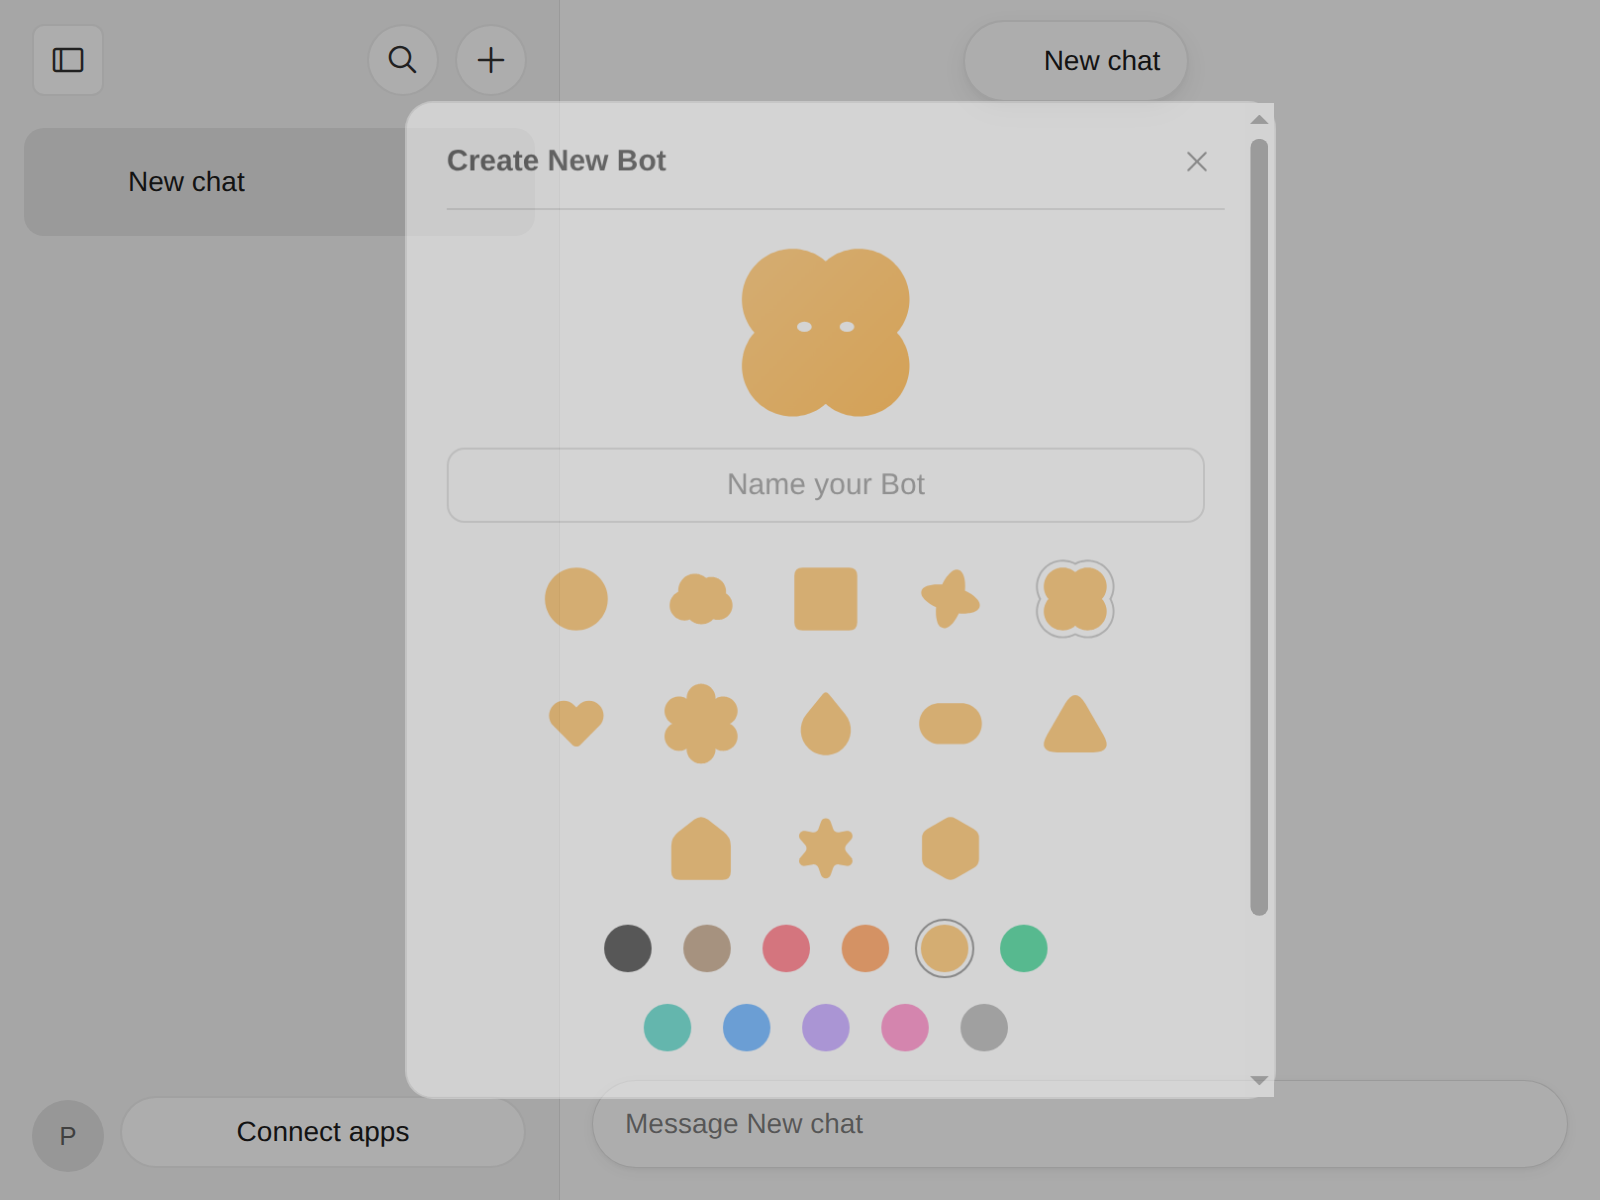 New chat
New chat
Create New Bot
Name your Bot
P
Connect apps
Message New chat